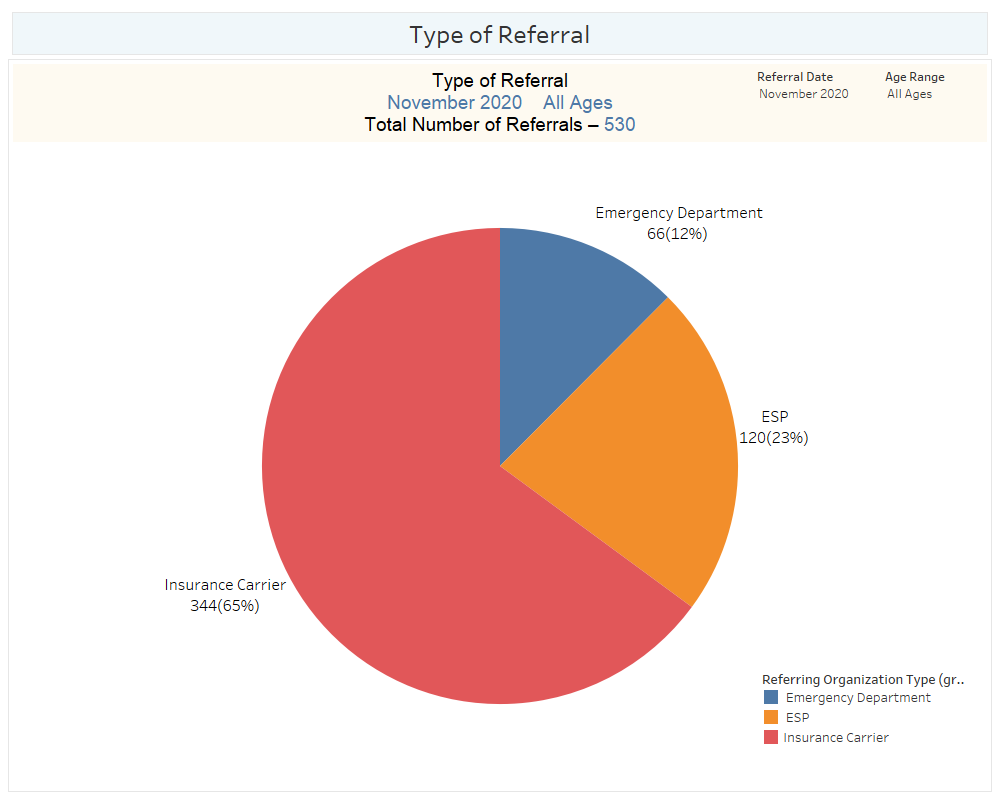 Type of Referral
Type of Referral
November 2020 All Ages
Total Number of Referrals – 530
Referral Date
November 2020
Age Range
All Ages
Emergency Department
66(12%)
ESP
120(23%)
Insurance Carrier
344(65%)
Referring Organization Type (gr..
Emergency Department
ESP
Insurance Carrier